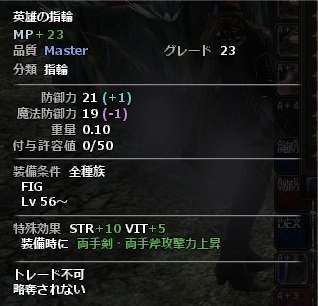 英雄の指輪
MP+23
品質 Master グレード 23
分類 指輪
防御力 21 (+1)
魔法防御力 19 (-1)
重量 0.10
付与許容値 0/50
装備条件 全種族
FIG
Lv 56～
特殊効果 STR+10 VIT+5
装備時に 両手剣・両手斧攻撃力上昇
トレード不可
略奪されない